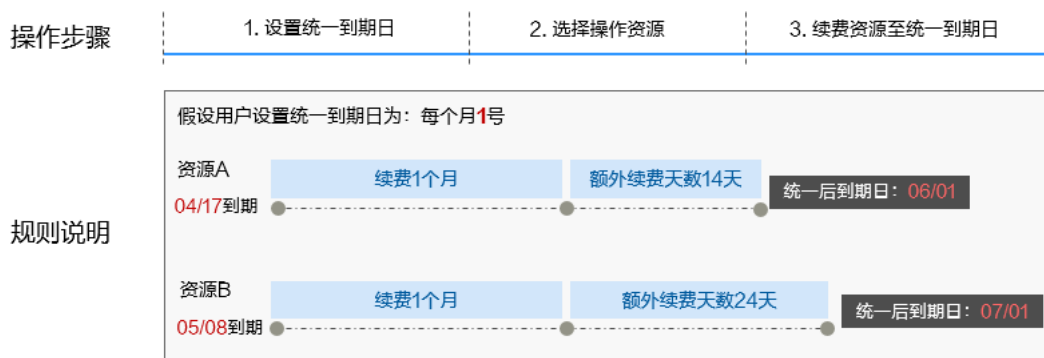 操作步骤
1. 设置统一到期日
2. 选择操作资源
3. 续费资源至统一到期日
假设用户设置统一到期日为：每个月1号
资源A
续费1个月
额外续费天数14天
统一后到期日：06/01
04/17到期
规则说明
资源B
续费1个月
额外续费天数24天
统一后到期日：07/01
05/08到期